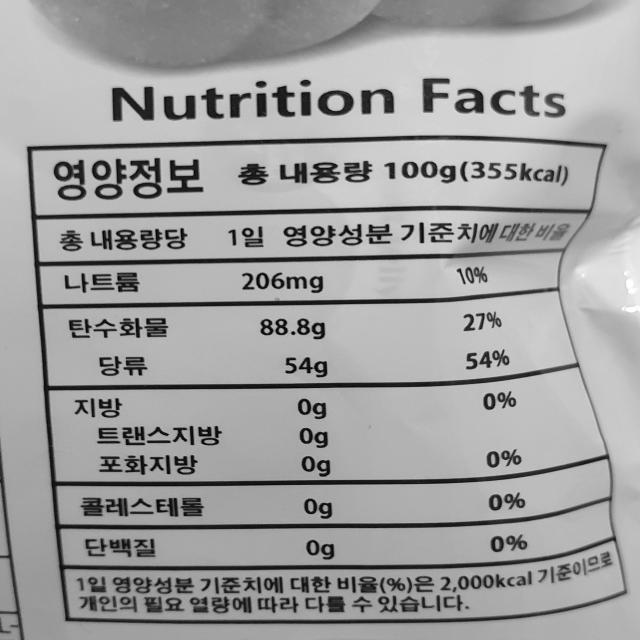 Nutrition Facts
영양정보 총 내용량 100g(355kcal)
총 내용량당 1일 영양성분 기준치에 대한 비율
나트륨 206mg 10%
탄수화물 88.8g 27%
당류 54g 54%
지방 0g 0%
트랜스지방 0g
포화지방 0g 0%
콜레스테롤 0g 0%
단백질 0g 0%
1일 영양성분 기준치에 대한 비율(%)은 2,000kcal 기준이므로
개인의 필요 열량에 따라 다를 수 있습니다.